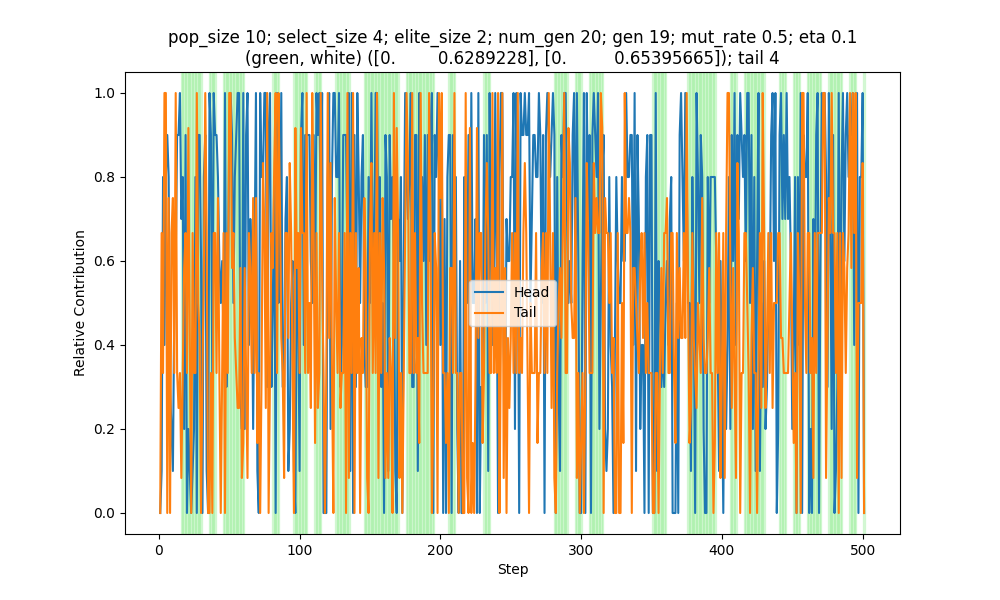 pop_size 10; select_size 4; elite_size 2; num_gen 20; gen 19; mut_rate 0.5; eta 0.1
(green, white) ([0. 0.6289228], [0. 0.65395665]); tail 4
1.0
0.8
0.6
0.4
0.2
0.0
Relative Contribution
Head
Tail
0 100 200 300 400 500
Step